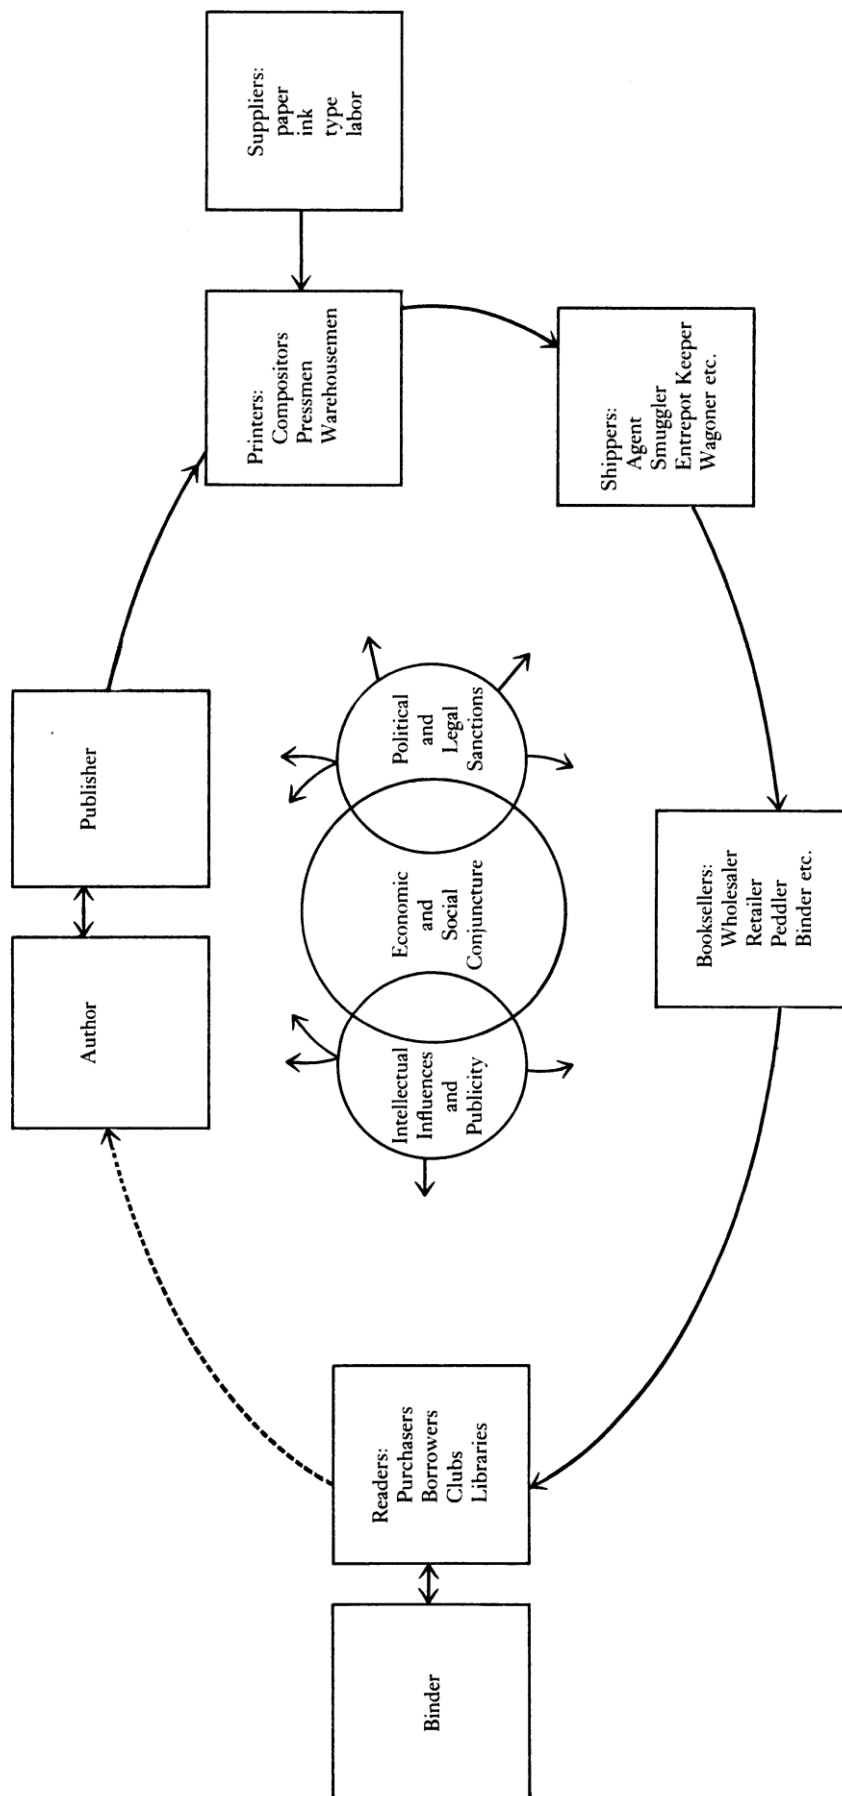 Author
Publisher
Suppliers:
paper
ink
type
labor
Printers:
Compositors
Pressmen
Warehousemen
Shippers:
Agent
Smuggler
Entrepot Keeper
Wagoner etc.
Booksellers:
Wholesaler
Retailer
Peddler
Binder etc.
Readers:
Purchasers
Borrowers
Clubs
Libraries
Binder
Intellectual
Influences
and
Publicity
Economic
and
Social
Conjuncture
Political
and
Legal
Sanctions